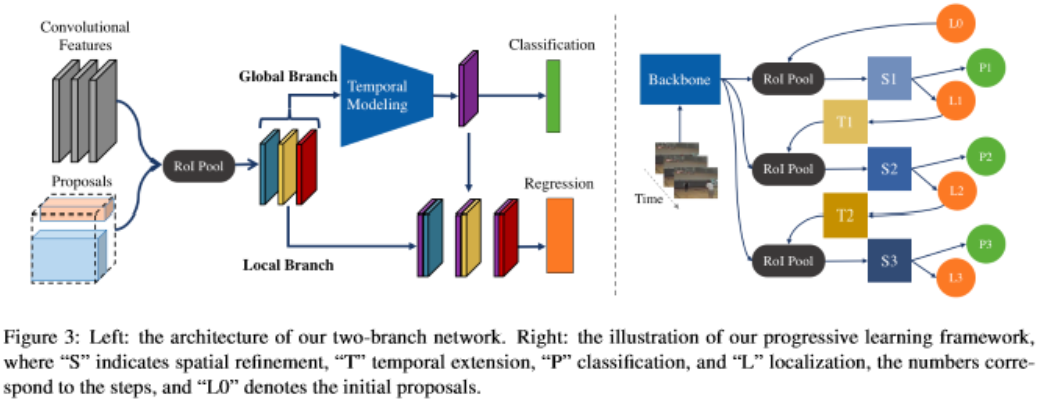 Convolutional
Features
Proposals
RoI Pool
Global Branch
Local Branch
Temporal
Modeling
Classification
Regression
Backbone
Time
L0
RoI Pool
S1
P1
L1
T1
RoI Pool
S2
P2
L2
T2
RoI Pool
S3
P3
L3
Figure 3: Left: the architecture of our two-branch network. Right: the illustration of our progressive learning framework,
where “S” indicates spatial refinement, “T” temporal extension, “P” classification, and “L” localization, the numbers corre-
spond to the steps, and “L0” denotes the initial proposals.